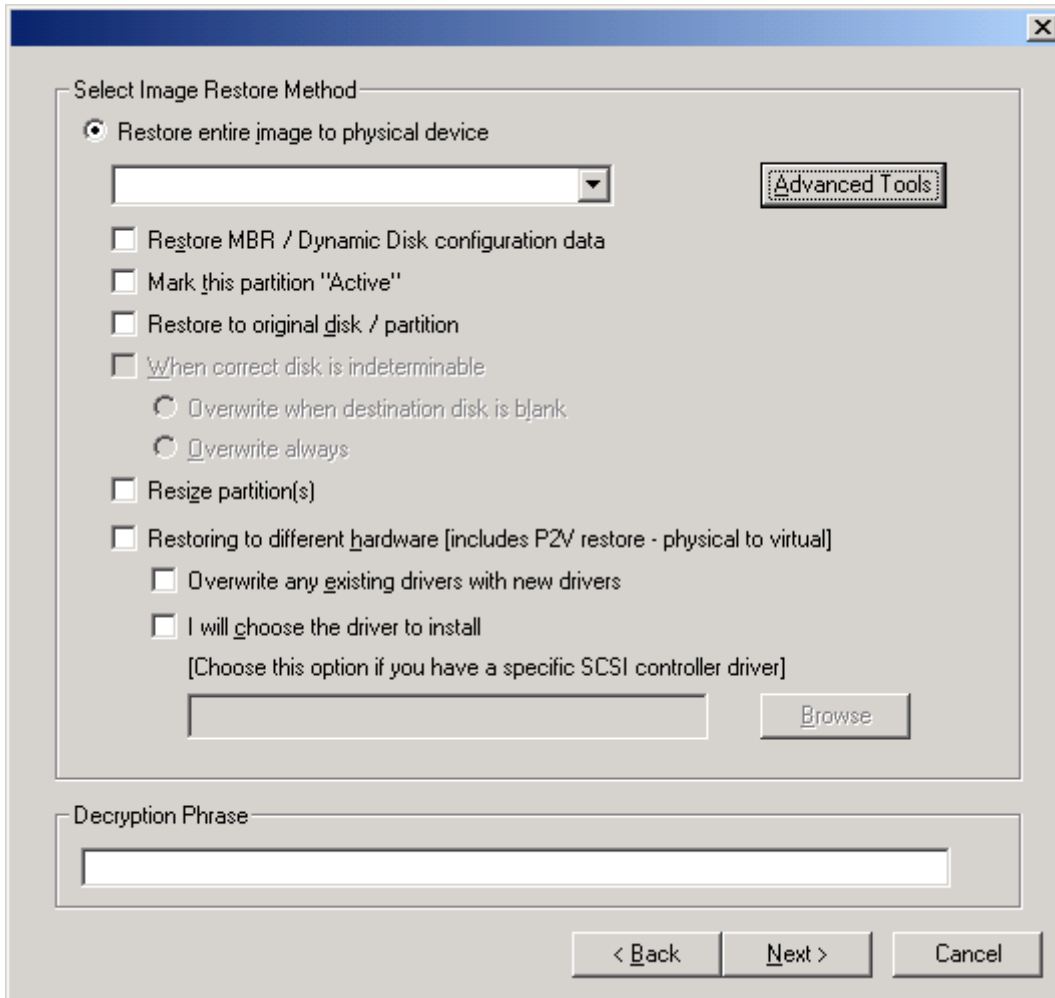 Select Image Restore Method
Restore entire image to physical device
Advanced Tools
Restore MBR / Dynamic Disk configuration data
Mark this partition "Active"
Restore to original disk / partition
When correct disk is indeterminable
Overwrite when destination disk is blank
Overwrite always
Resize partition(s)
Restoring to different hardware [includes P2V restore - physical to virtual]
Overwrite any existing drivers with new drivers
I will choose the driver to install
[Choose this option if you have a specific SCSI controller driver]
Browse
Decryption Phrase
< Back Next > Cancel